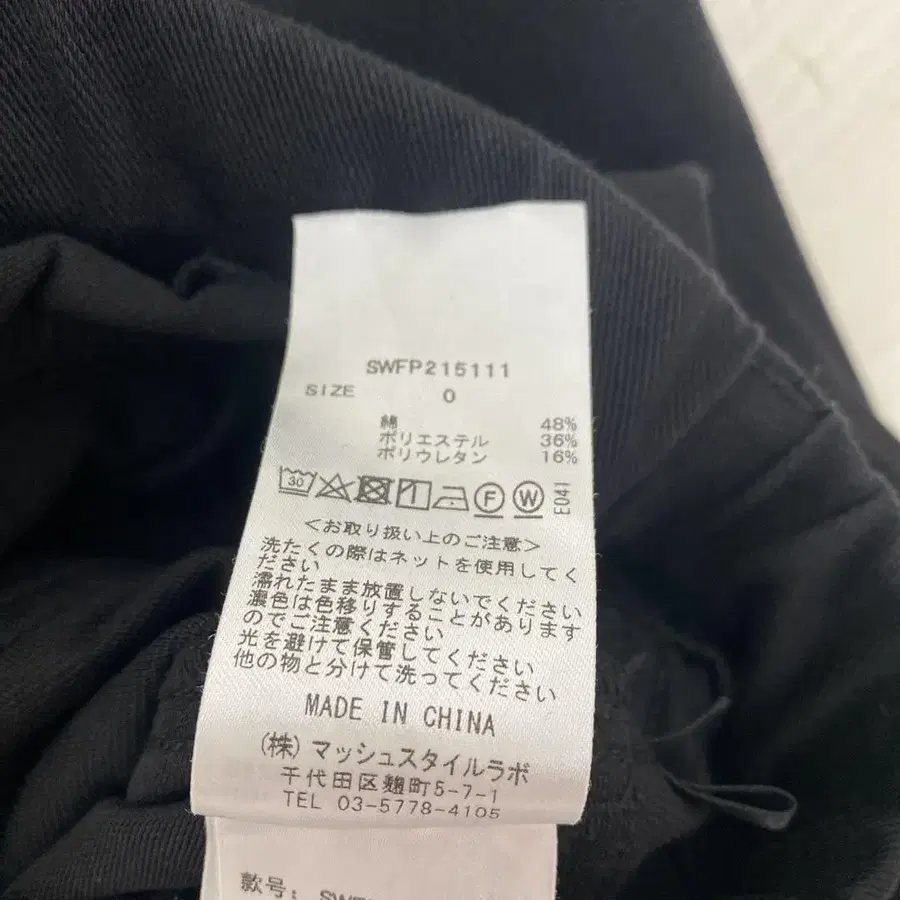 SWFP215111
SIZE 0
綿 48%
ポリエステル 36%
ポリウレタン 16%
30 F W E041
<お取り扱い上のご注意>
洗たくの際はネットを使用してく
ださい
濡れたまま放置しないでください
濃色は色移りすることがあります
のでご注意ください
光を避けて保管してください
他の物と分けて洗ってください
MADE IN CHINA
(株)マッシュスタイルラボ
千代田区麹町5-7-1
TEL 03-5778-4105
款号: